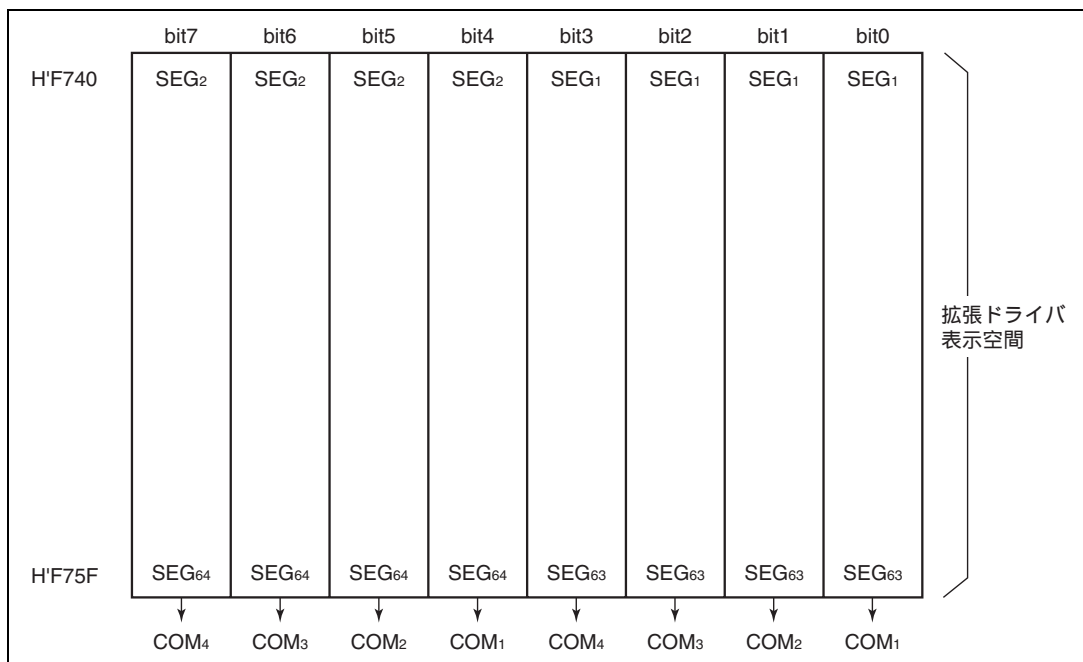 bit7 bit6 bit5 bit4 bit3 bit2 bit1 bit0
H'F740 SEG2 SEG2 SEG2 SEG2 SEG1 SEG1 SEG1 SEG1
拡張ドライバ
表示空間
H'F75F SEG64 SEG64 SEG64 SEG64 SEG63 SEG63 SEG63 SEG63
COM4 COM3 COM2 COM1 COM4 COM3 COM2 COM1